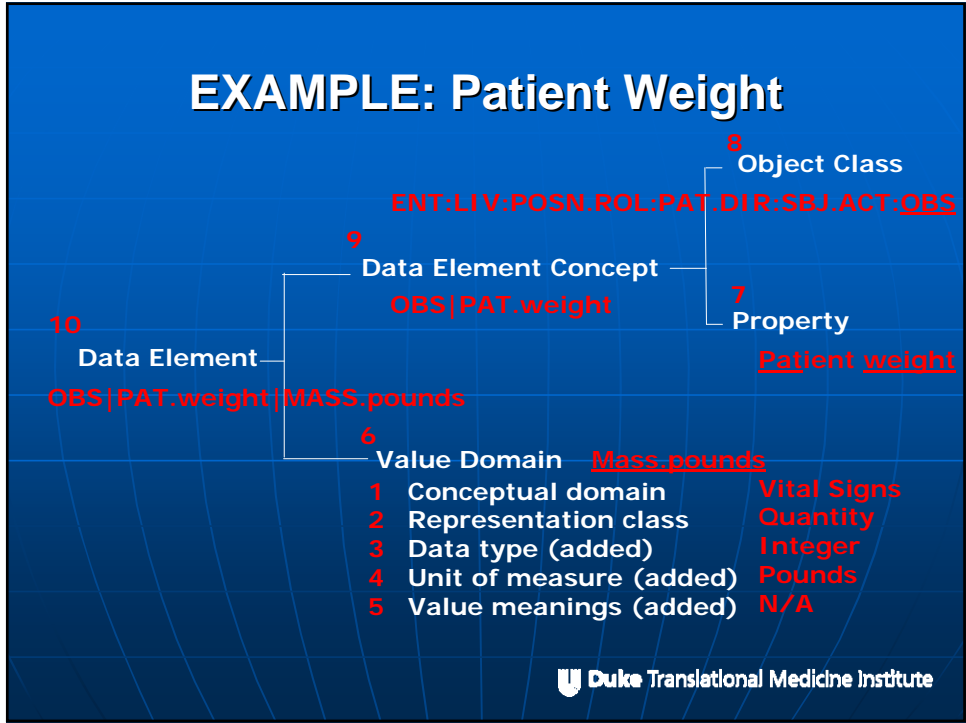 EXAMPLE: Patient Weight
8
Object Class
ENT:LIV:POSN.ROL:PAT.DIR:SBJ.ACT:OBS
9
Data Element Concept
OBS|PAT.weight
7
Property
Patient weight
10
Data Element
OBS|PAT.weight|MASS.pounds
6
Value Domain Mass.pounds
1 Conceptual domain Vital Signs
2 Representation class Quantity
3 Data type (added) Integer
4 Unit of measure (added) Pounds
5 Value meanings (added) N/A
Duke Translational Medicine Institute